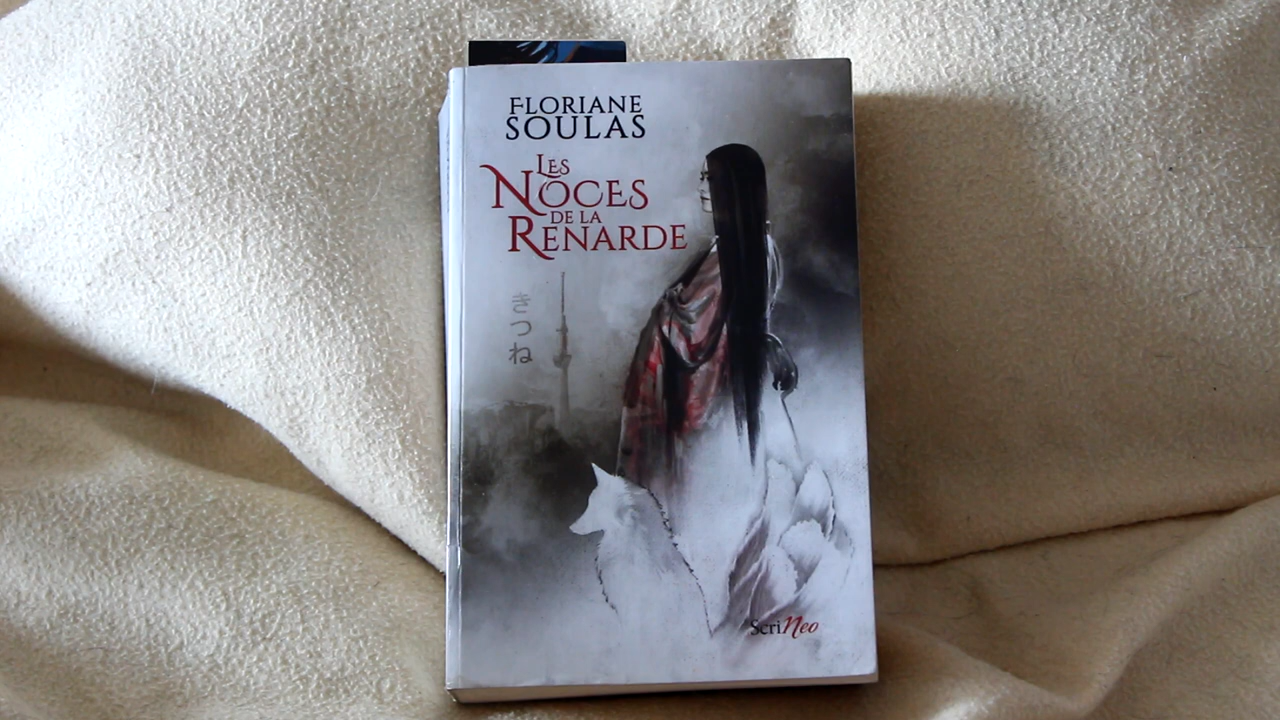 FLORIANE
SOULAS
LES
NOCES
DE LA
RENARDE
きつね
ScriNeo